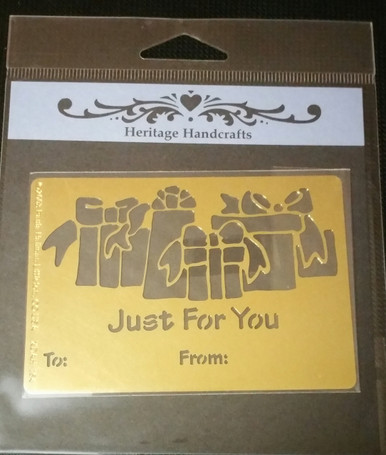 Heritage Handcrafts
Just For You
To: From: